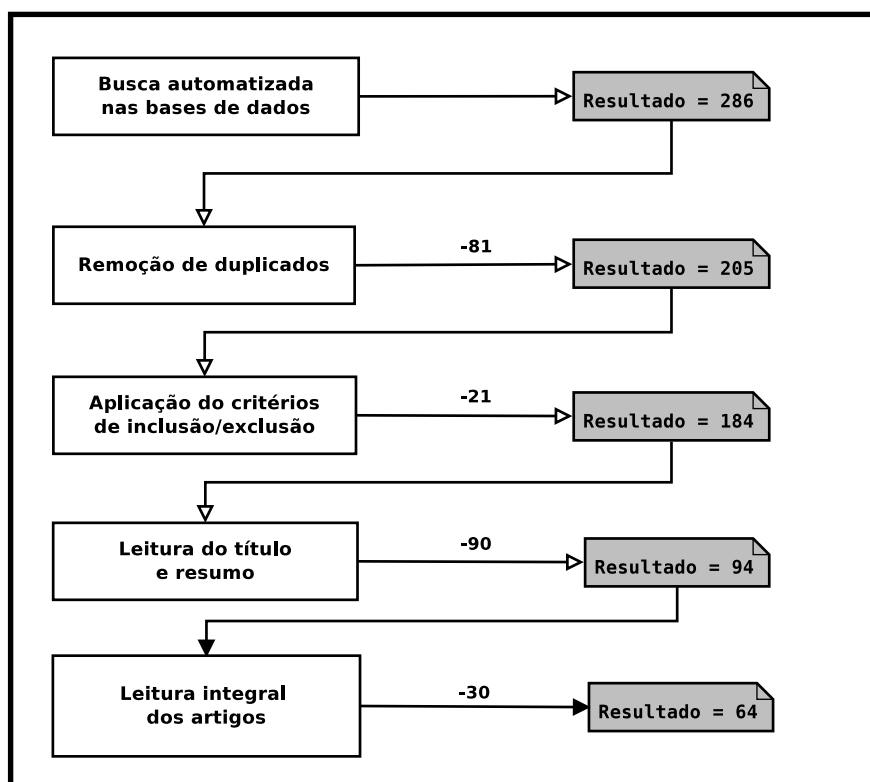 Busca automatizada
nas bases de dados
Resultado = 286
Remoção de duplicados
-81
Resultado = 205
Aplicação do critérios
de inclusão/exclusão
-21
Resultado = 184
Leitura do título
e resumo
-90
Resultado = 94
Leitura integral
dos artigos
-30
Resultado = 64